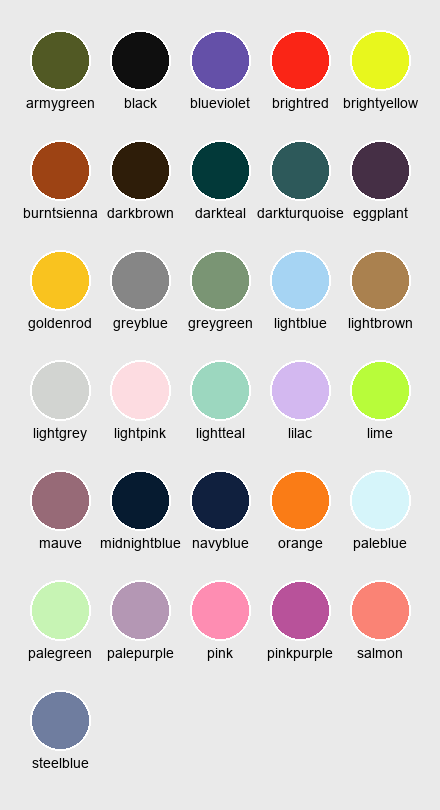 armygreen black blueviolet brightred brightyellow
burntsienna darkbrown darkteal darkturquoise eggplant
goldenrod greyblue greygreen lightblue lightbrown
lightgrey lightpink lightteal lilac lime
mauve midnightblue navyblue orange paleblue
palegreen palepurple pink pinkpurple salmon
steelblue